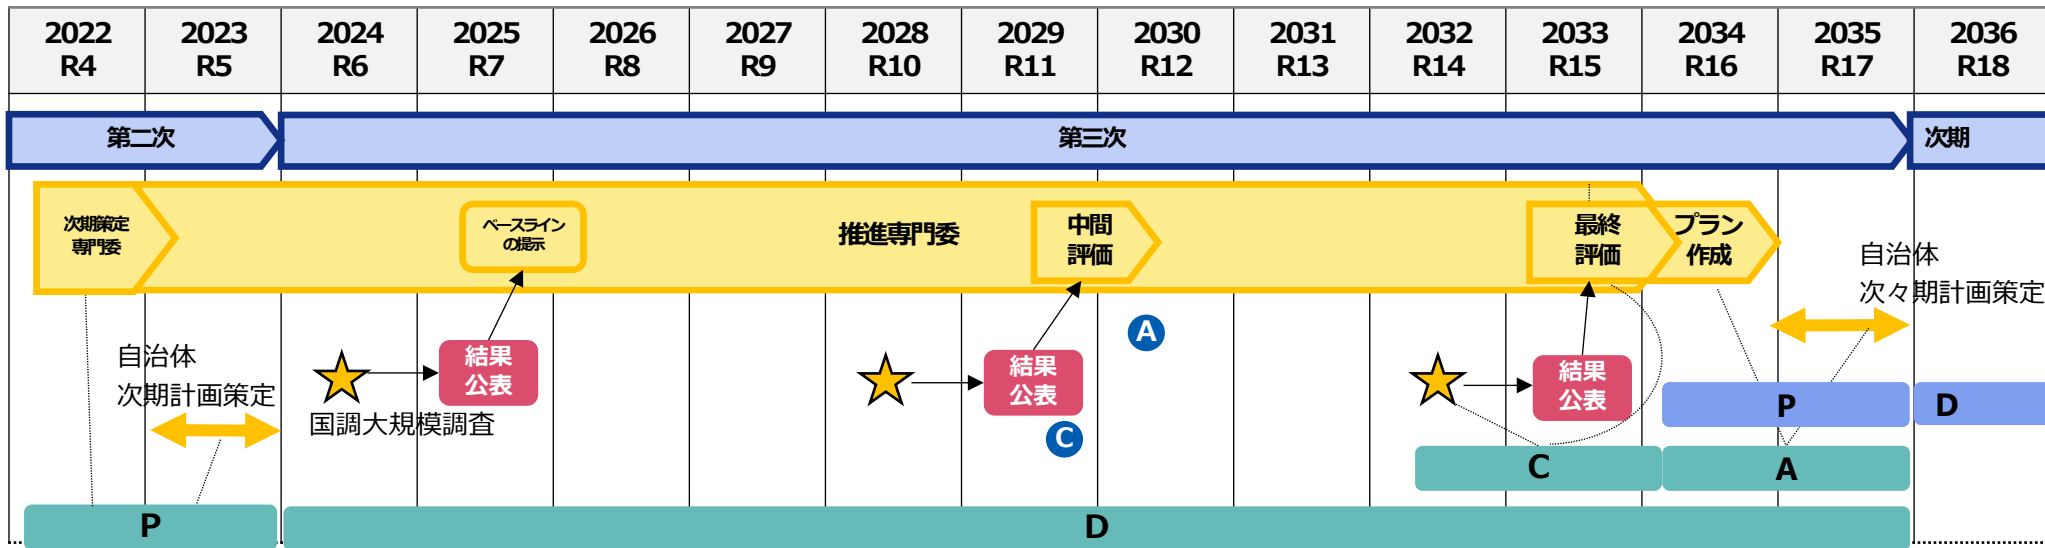 2022
R4
2023
R5
2024
R6
2025
R7
2026
R8
2027
R9
2028
R10
2029
R11
2030
R12
2031
R13
2032
R14
2033
R15
2034
R16
2035
R17
2036
R18
第二次
第三次
次期
次期策定
専門委
ベースライン
の提示
推進専門委
中間
評価
最終
評価
プラン
作成
自治体
次々期計画策定
自治体
次期計画策定
結果
公表
国調大規模調査
結果
公表
A
C
結果
公表
P
D
C
A
P
D